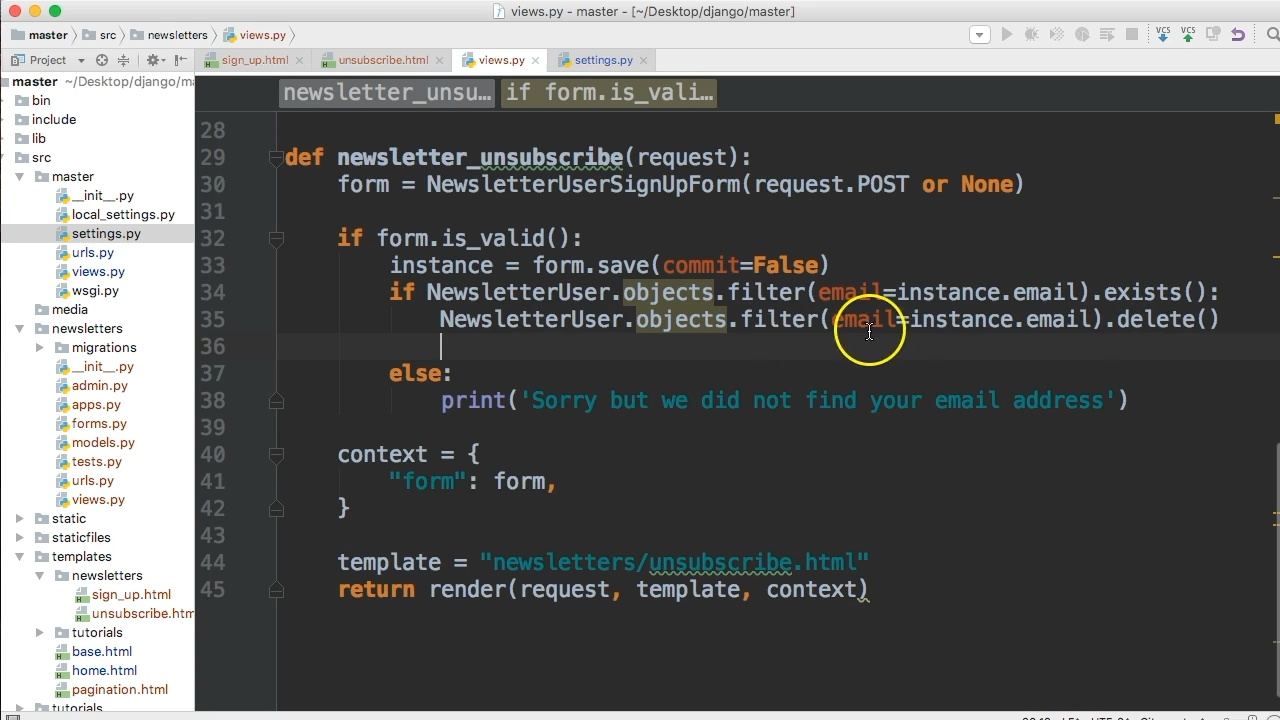 views.py - master - [~/Desktop/django/master]
master src newsletters views.py
Project
sign_up.html unsubscribe.html views.py settings.py
master ~/Desktop/django/ma
newsletter_unsu… if form.is_vali…
bin
include
lib
src
master
__init__.py
local_settings.py
settings.py
urls.py
views.py
wsgi.py
media
newsletters
migrations
__init__.py
admin.py
apps.py
forms.py
models.py
tests.py
urls.py
views.py
static
staticfiles
templates
newsletters
sign_up.html
unsubscribe.htm
tutorials
base.html
home.html
pagination.html
tutorials
28
29 def newsletter_unsubscribe(request):
30 form = NewsletterUserSignUpForm(request.POST or None)
31
32 if form.is_valid():
33 instance = form.save(commit=False)
34 if NewsletterUser.objects.filter(email=instance.email).exists():
35 NewsletterUser.objects.filter(email=instance.email).delete()
36
37 else:
38 print('Sorry but we did not find your email address')
39
40 context = {
41 "form": form,
42 }
43
44 template = "newsletters/unsubscribe.html"
45 return render(request, template, context)